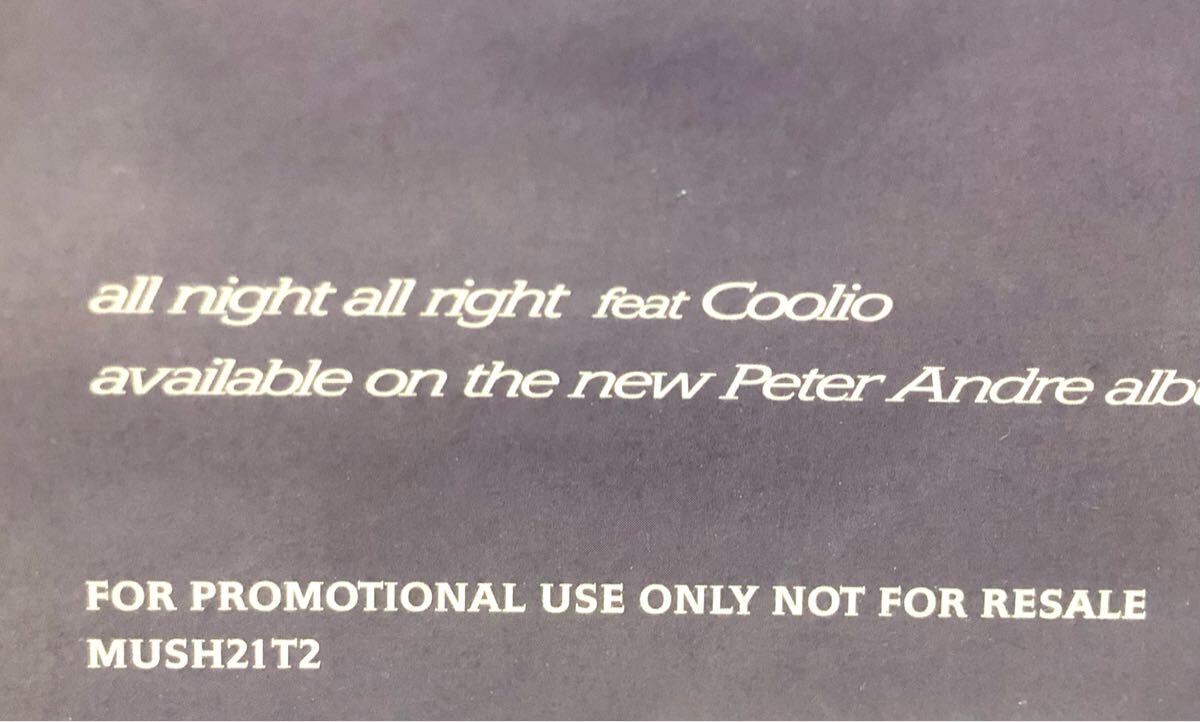 all night all right feat Coolio
available on the new Peter Andre
FOR PROMOTIONAL USE ONLY NOT FOR RESALE
MUSH21T2